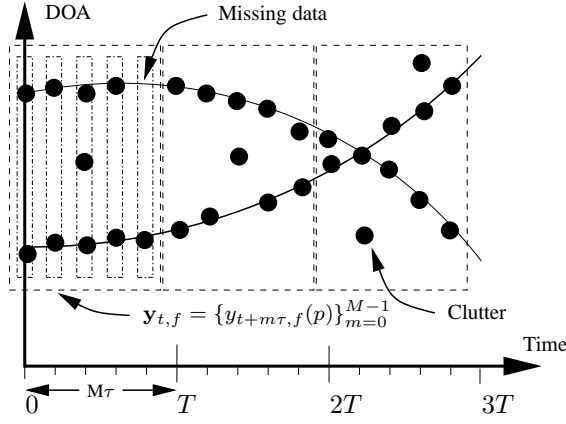 DOA
Missing data
𝐲_{t,f} = {y_{t+mτ,f}(p)}_{m=0}^{M−1}
Clutter
Time
Mτ
0 T 2T 3T